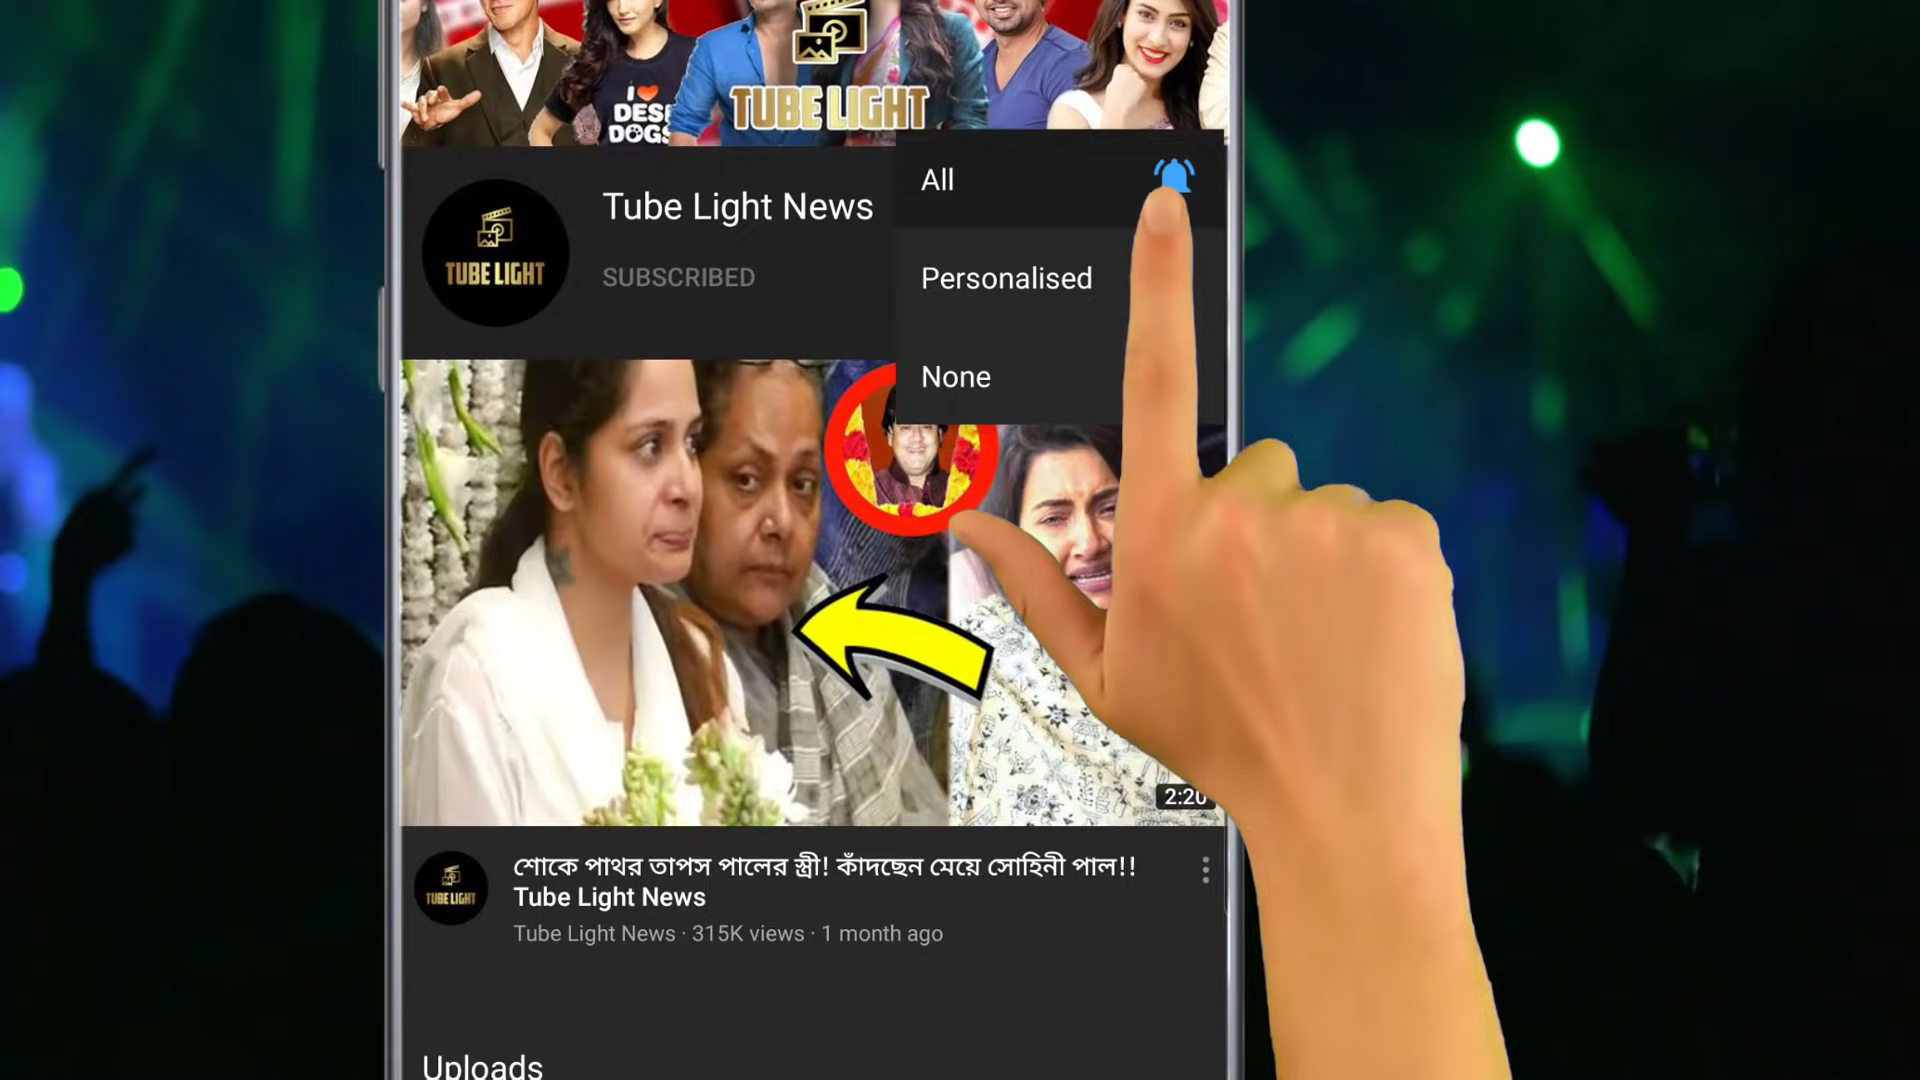 I ❤
DESI
DOGS
TUBE LIGHT
All
Tube Light News
TUBE LIGHT
SUBSCRIBED
Personalised
None
2:20
শোকে পাথর তাপস পালের স্ত্রী! কাঁদছেন মেয়ে সোহিনী পাল!!
TUBE LIGHT
Tube Light News
Tube Light News · 315K views · 1 month ago
Uploads